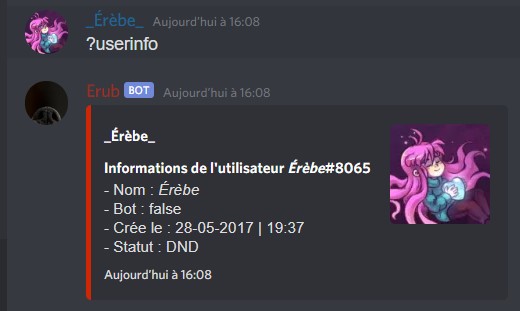 _Érèbe_ Aujourd'hui à 16:08
?userinfo
Erub BOT Aujourd'hui à 16:08
_Érèbe_
Informations de l'utilisateur Érèbe#8065
- Nom : Érèbe
- Bot : false
- Crée le : 28-05-2017 | 19:37
- Statut : DND
Aujourd'hui à 16:08